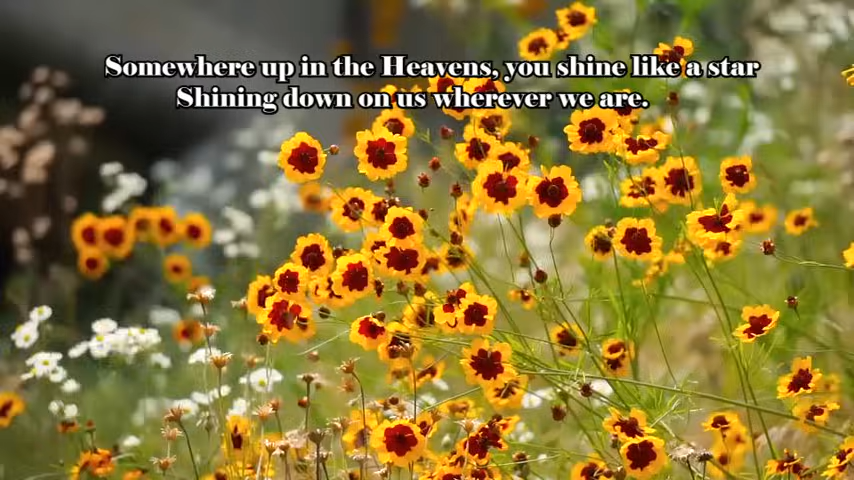 Somewhere up in the Heavens, you shine like a star
Shining down on us wherever we are.